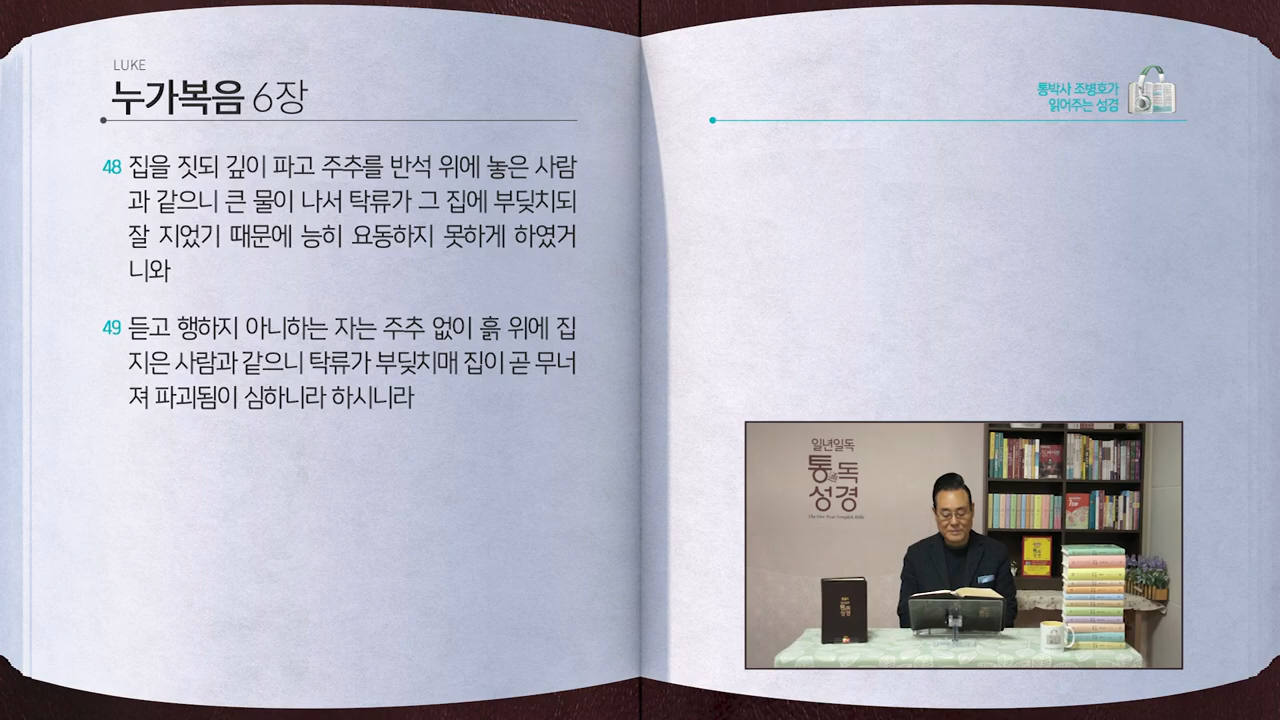 LUKE
누가복음 6장
48 집을 짓되 깊이 파고 주추를 반석 위에 놓은 사람
과 같으니 큰 물이 나서 탁류가 그 집에 부딪치되
잘 지었기 때문에 능히 요동하지 못하게 하였거
니와
49 듣고 행하지 아니하는 자는 주추 없이 흙 위에 집
지은 사람과 같으니 탁류가 부딪치매 집이 곧 무너
져 파괴됨이 심하니라 하시니라
통박사 조병호가
읽어주는 성경
일년일독
통독
성경